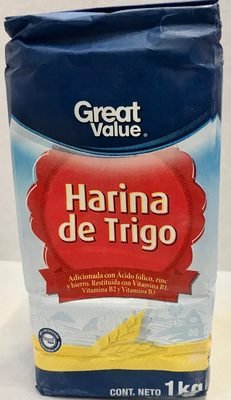 Great
Value®
Harina
de Trigo
Adicionada con Ácido fólico, zinc
y hierro. Restituida con Vitamina B1,
Vitamina B2 y Vitamina B3
CONT. NETO 1kg